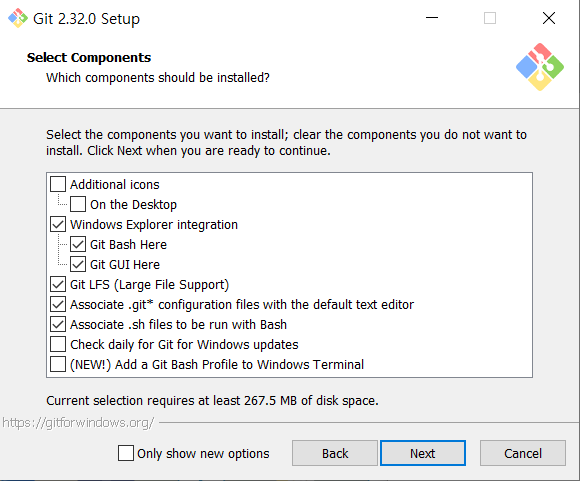 Git 2.32.0 Setup
Select Components
Which components should be installed?
Select the components you want to install; clear the components you do not want to
install. Click Next when you are ready to continue.
Additional icons
On the Desktop
Windows Explorer integration
Git Bash Here
Git GUI Here
Git LFS (Large File Support)
Associate .git* configuration files with the default text editor
Associate .sh files to be run with Bash
Check daily for Git for Windows updates
(NEW!) Add a Git Bash Profile to Windows Terminal
Current selection requires at least 267.5 MB of disk space.
https://gitforwindows.org/
Only show new options
Back
Next
Cancel